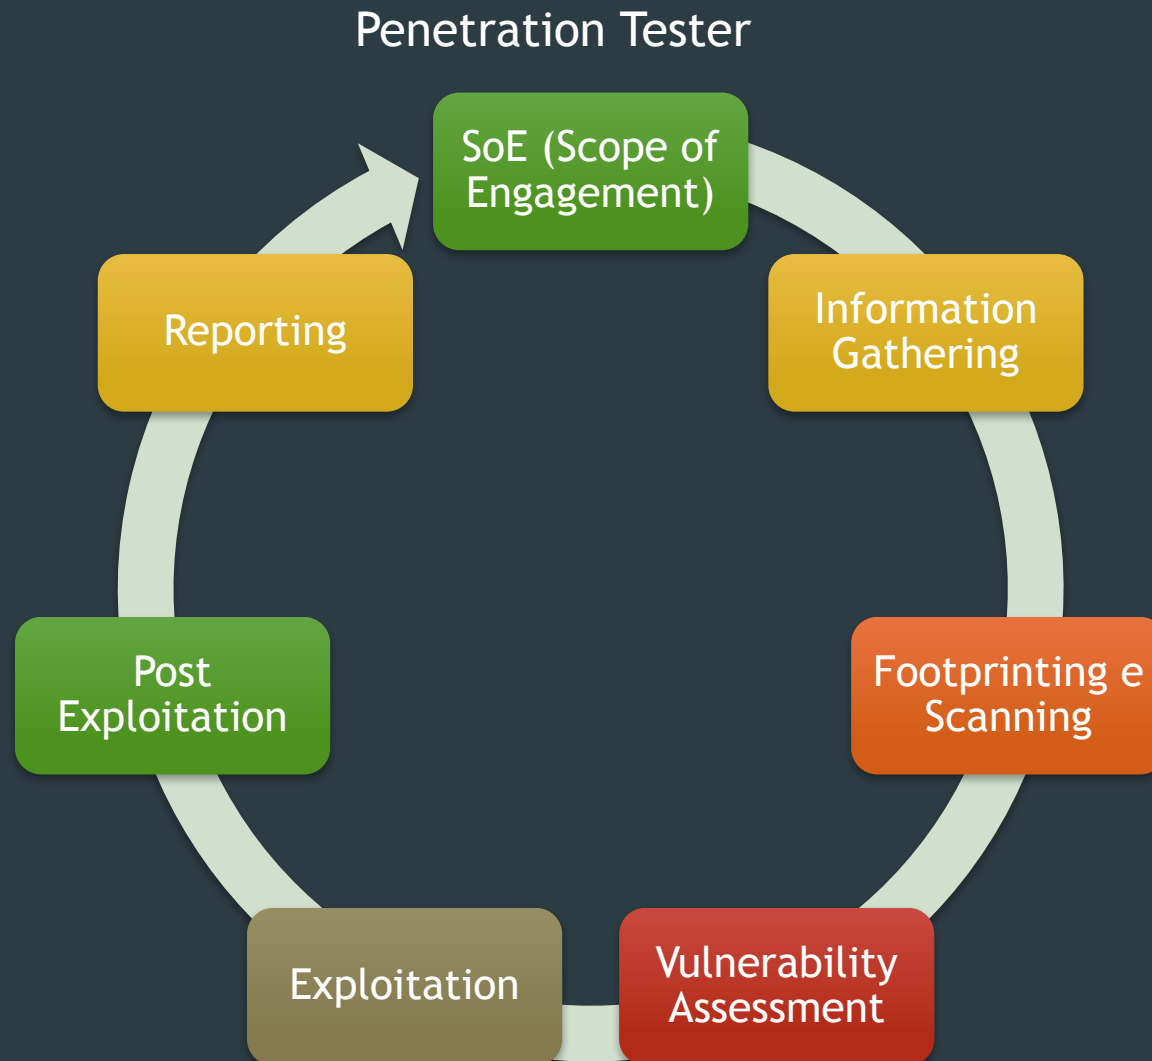 Penetration Tester
SoE (Scope of
Engagement)
Information
Gathering
Footprinting e
Scanning
Vulnerability
Assessment
Exploitation
Post
Exploitation
Reporting